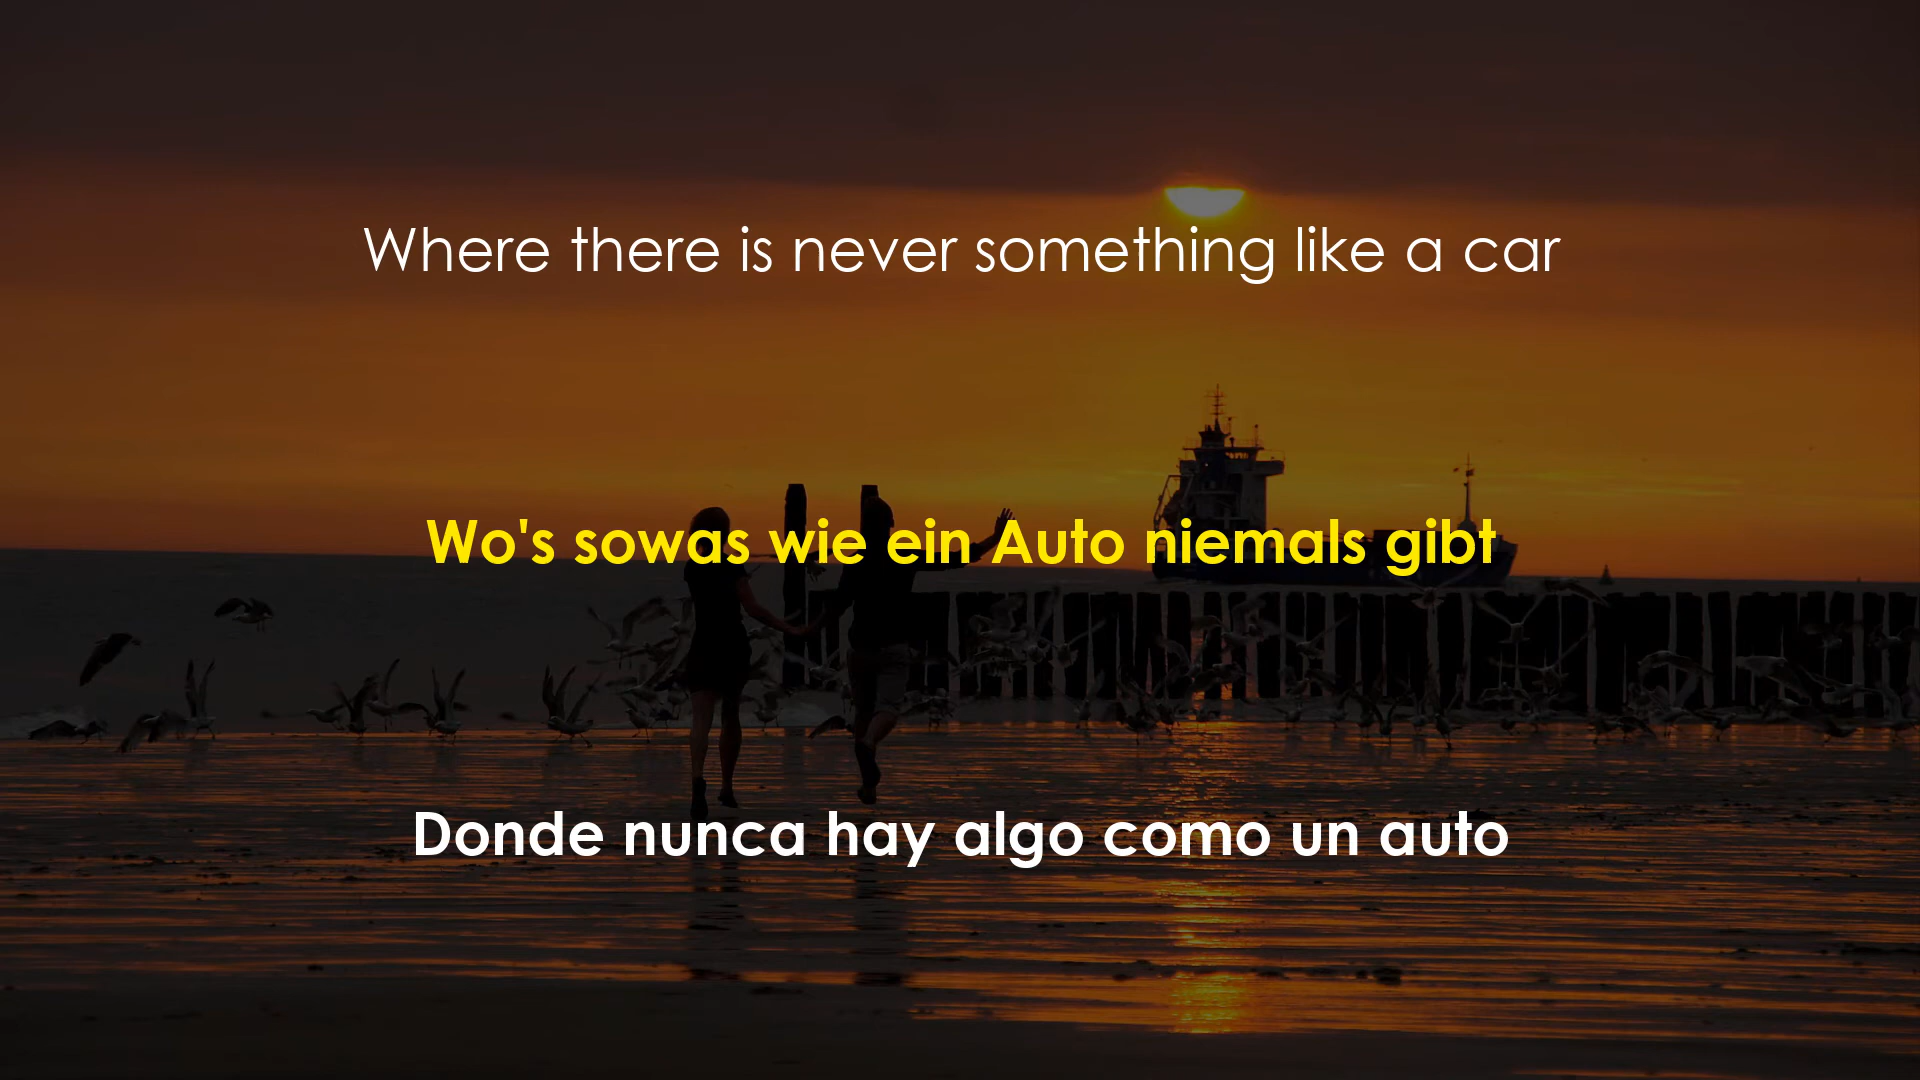 Where there is never something like a car
Wo's sowas wie ein Auto niemals gibt
Donde nunca hay algo como un auto